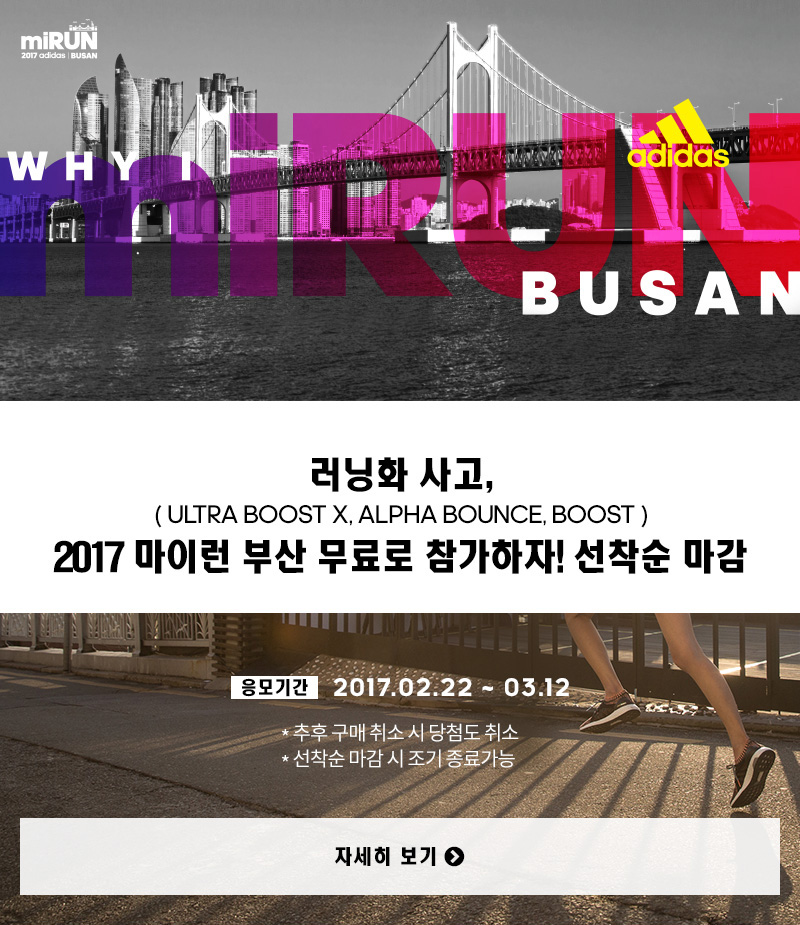 miRUN
2017 adidas | BUSAN
WHY I
miRUN
adidas
BUSAN
러닝화 사고,
( ULTRA BOOST X, ALPHA BOUNCE, BOOST )
2017 마이런 부산 무료로 참가하자! 선착순 마감
응모기간 2017.02.22 ~ 03.12
* 추후 구매 취소 시 당첨도 취소
* 선착순 마감 시 조기 종료가능
자세히 보기